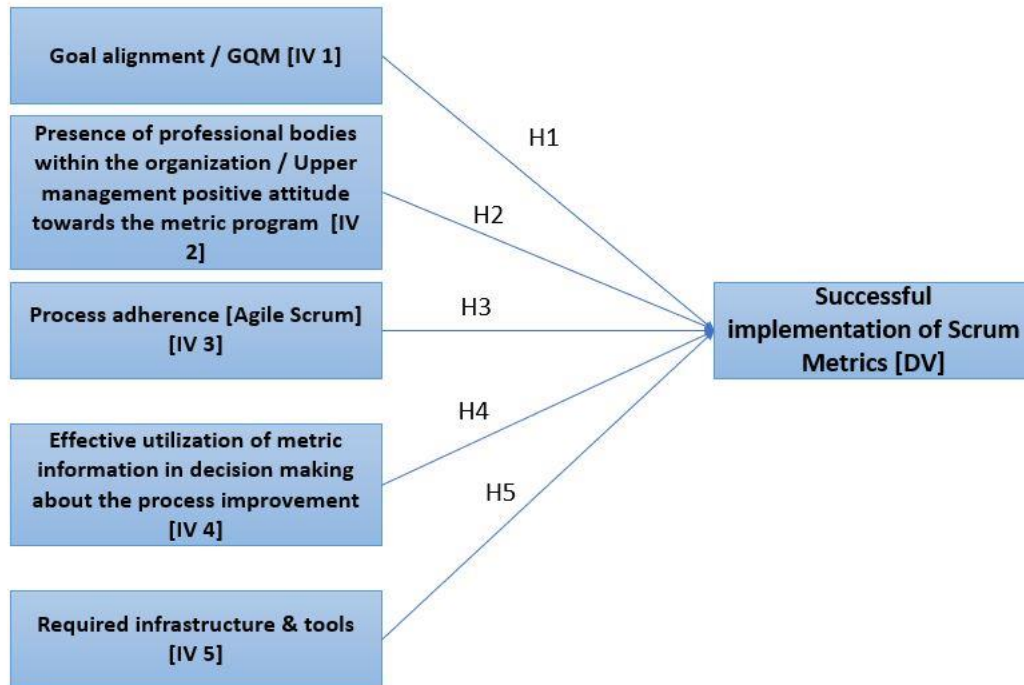 Goal alignment / GQM [IV 1]
Presence of professional bodies
within the organization / Upper
management positive attitude
towards the metric program [IV
2]
Process adherence [Agile Scrum]
[IV 3]
Effective utilization of metric
information in decision making
about the process improvement
[IV 4]
Required infrastructure & tools
[IV 5]
H1
H2
H3
H4
H5
Successful
implementation of Scrum
Metrics [DV]